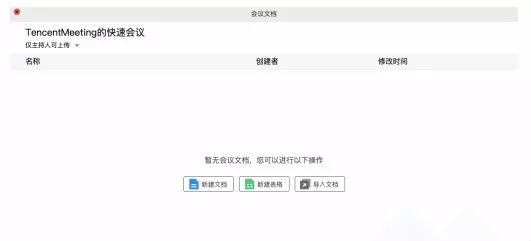 会议文档
TencentMeeting的快速会议
仅主持人可上传
名称 创建者 修改时间
暂无会议文档，您可以进行以下操作
新建文档 新建表格 导入文档